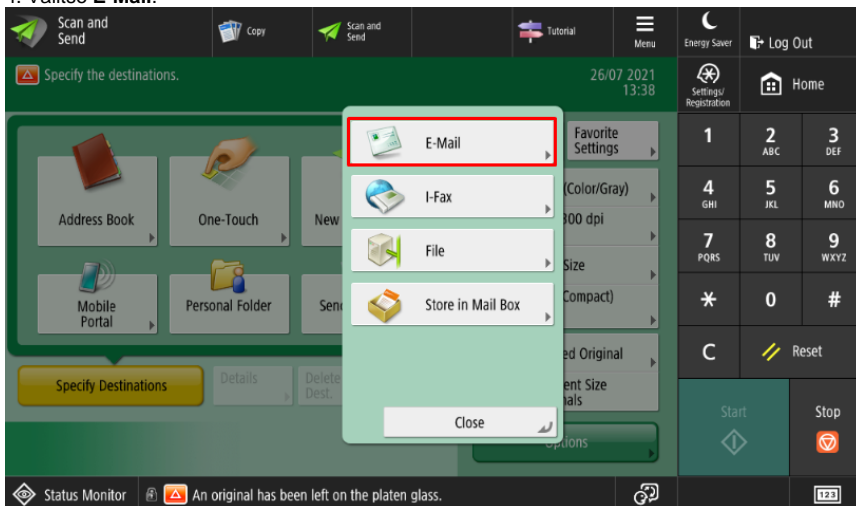 Valitse E-Mail.
Scan and
Send
Copy
Scan and
Send
Tutorial
Menu
Energy Saver
Log Out
Specify the destinations.
26/07 2021
13:38
Settings/
Registration
Home
Address Book
One-Touch
New
Mobile
Portal
Personal Folder
Specify Destinations
Details
Delete
Dest.
E-Mail
I-Fax
File
Store in Mail Box
Close
Favorite
Settings
(Color/Gray)
300 dpi
Size
Compact)
ed Original
ent Size
nals
Options
1
2
ABC
3
DEF
4
GHI
5
JKL
6
MNO
7
PQRS
8
TUV
9
WXYZ
*
0
#
C
Reset
Start
Stop
Status Monitor
An original has been left on the platen glass.
123